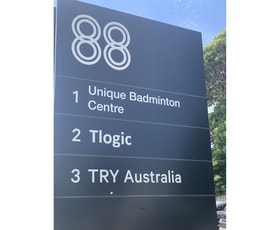 88
1 Unique Badminton
Centre
2 Tlogic
3 TRY Australia